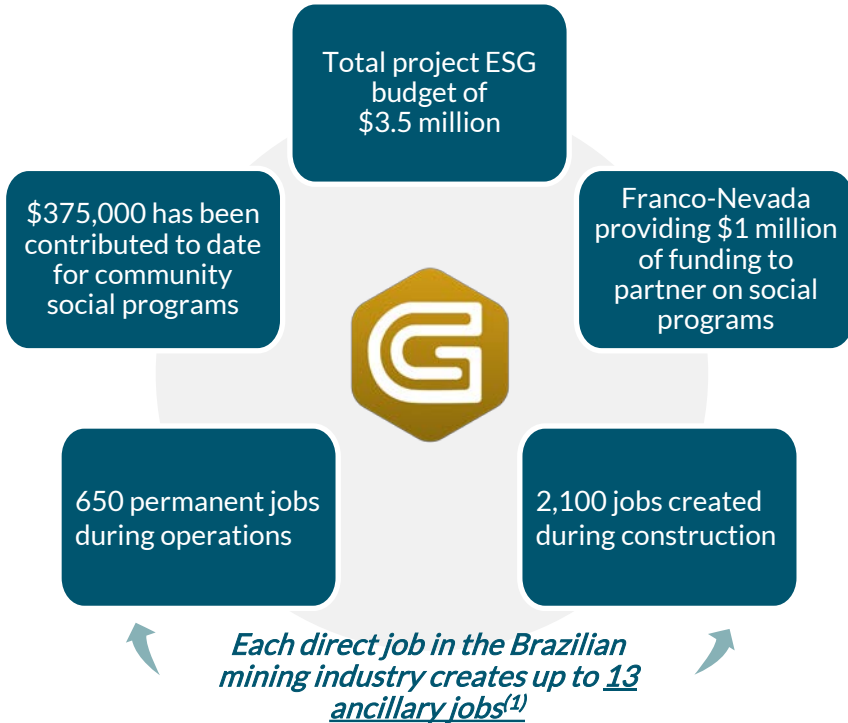 Total project ESG
budget of
$3.5 million
$375,000 has been
contributed to date
for community
social programs
Franco-Nevada
providing $1 million
of funding to
partner on social
programs
650 permanent jobs
during operations
2,100 jobs created
during construction
Each direct job in the Brazilian
mining industry creates up to 13
ancillary jobs(1)